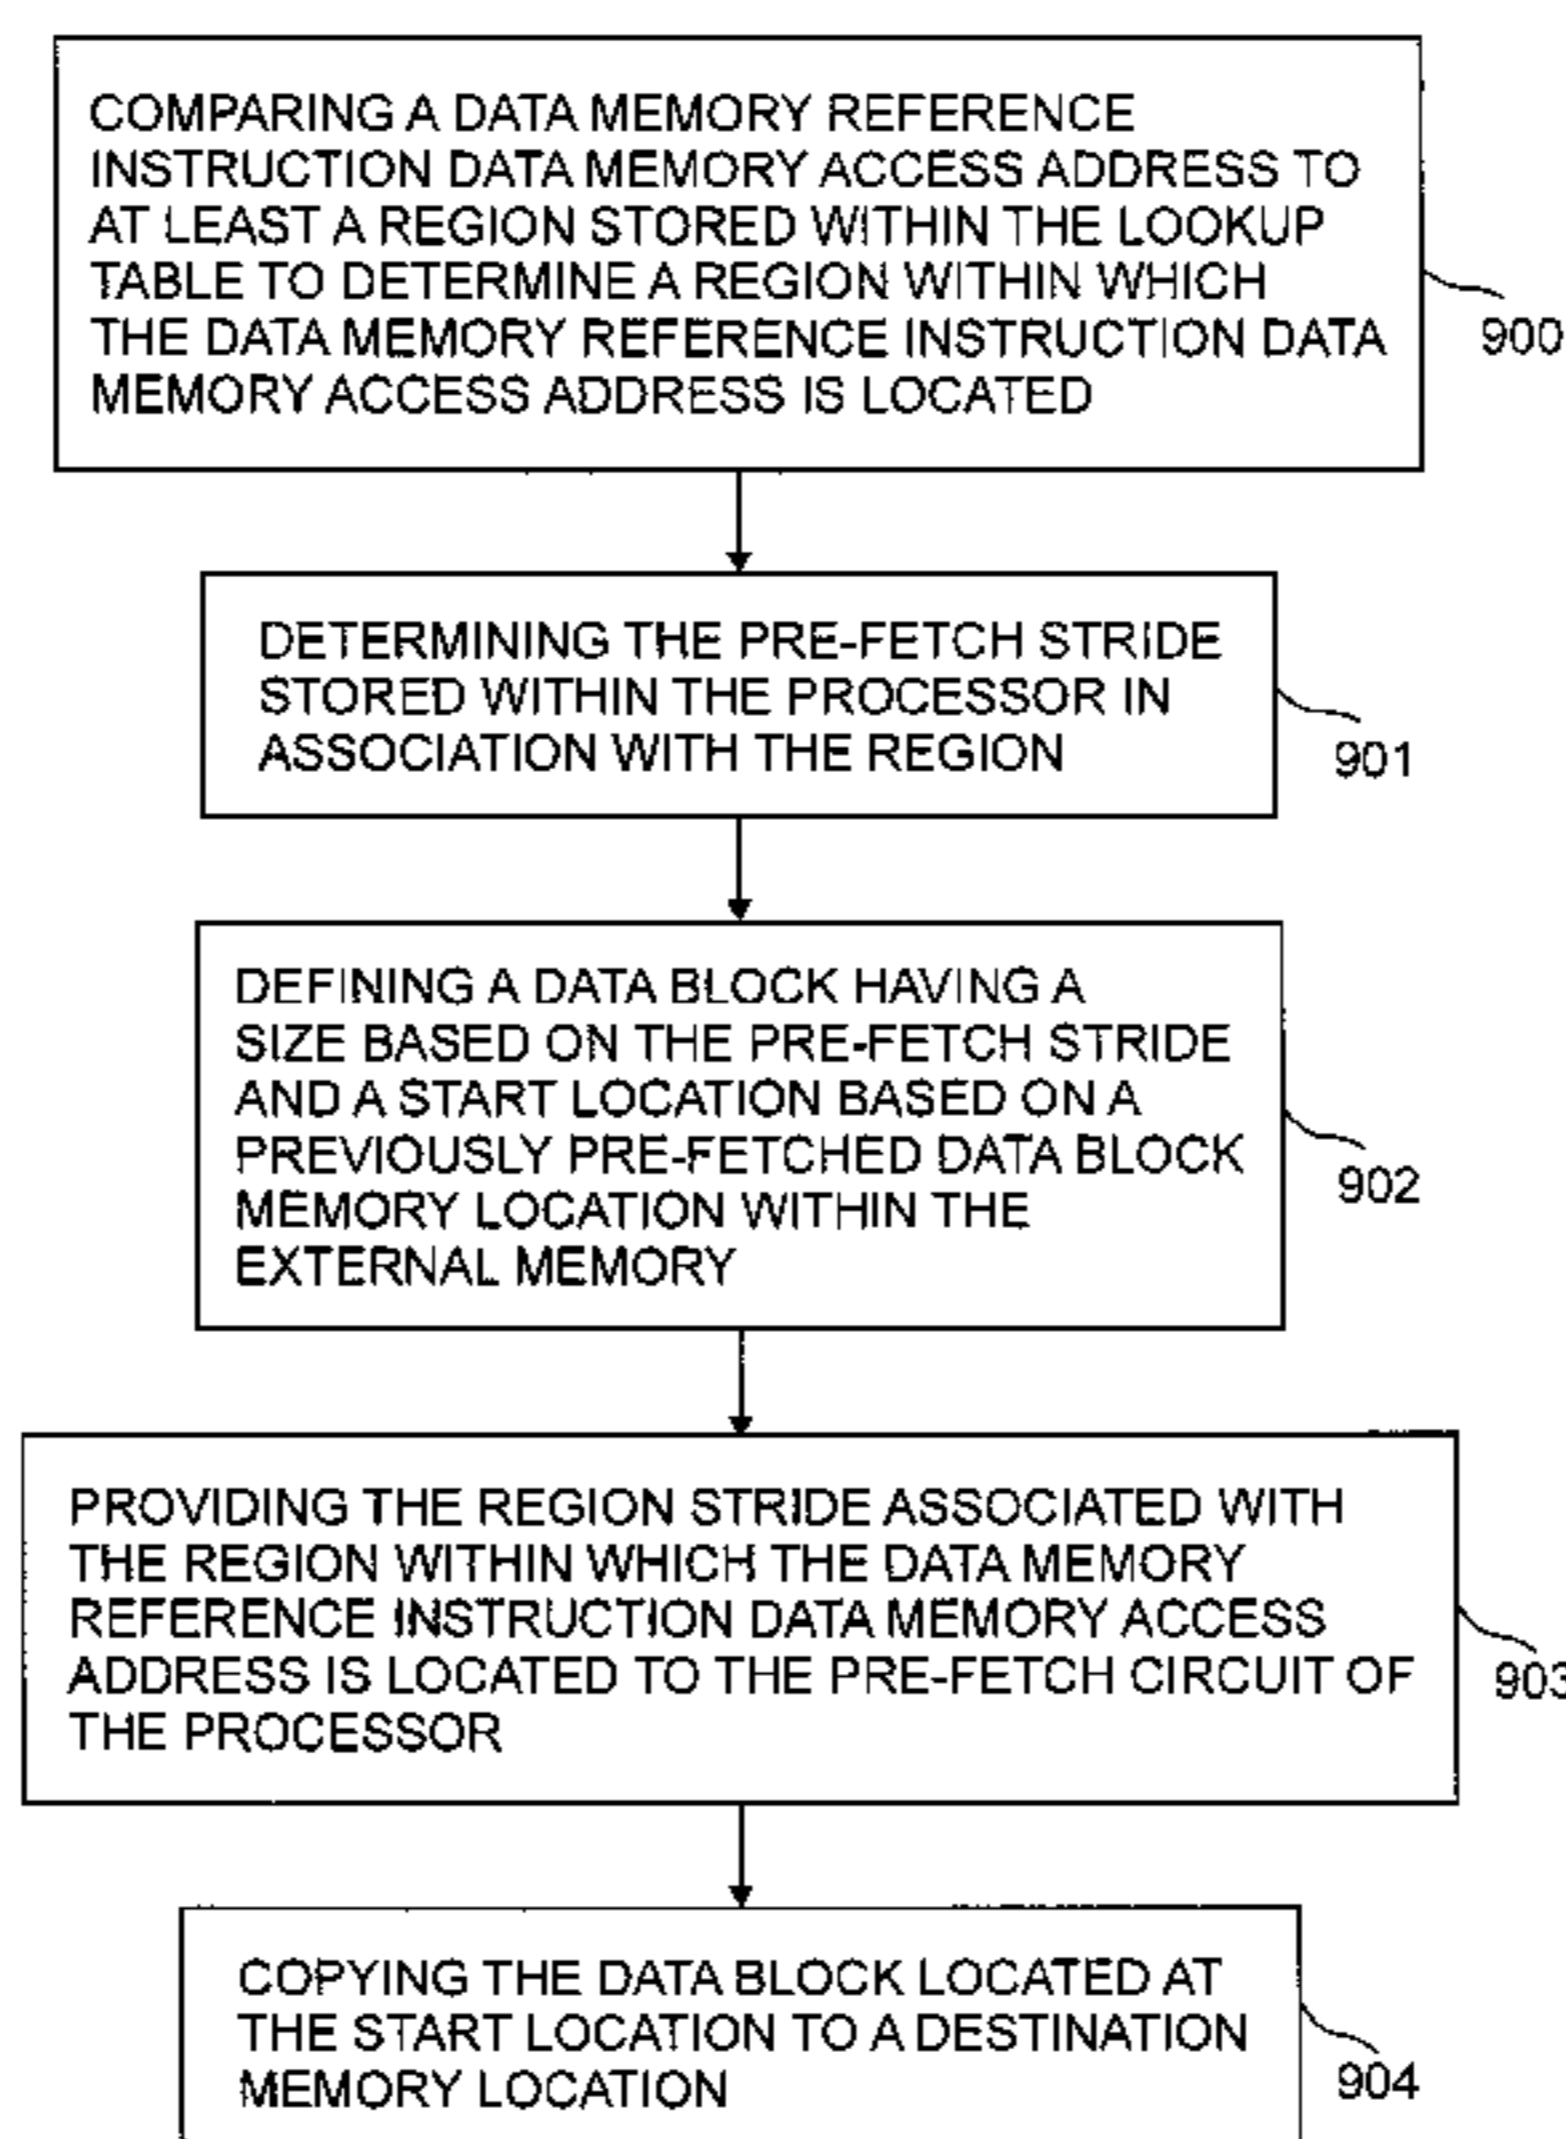 COMPARING A DATA MEMORY REFERENCE
INSTRUCTION DATA MEMORY ACCESS ADDRESS TO
AT LEAST A REGION STORED WITHIN THE LOOKUP
TABLE TO DETERMINE A REGION WITHIN WHICH
THE DATA MEMORY REFERENCE INSTRUCTION DATA
MEMORY ACCESS ADDRESS IS LOCATED
900
DETERMINING THE PRE-FETCH STRIDE
STORED WITHIN THE PROCESSOR IN
ASSOCIATION WITH THE REGION
901
DEFINING A DATA BLOCK HAVING A
SIZE BASED ON THE PRE-FETCH STRIDE
AND A START LOCATION BASED ON A
PREVIOUSLY PRE-FETCHED DATA BLOCK
MEMORY LOCATION WITHIN THE
EXTERNAL MEMORY
902
PROVIDING THE REGION STRIDE ASSOCIATED WITH
THE REGION WITHIN WHICH THE DATA MEMORY
REFERENCE INSTRUCTION DATA MEMORY ACCESS
ADDRESS IS LOCATED TO THE PRE-FETCH CIRCUIT OF
THE PROCESSOR
903
COPYING THE DATA BLOCK LOCATED AT
THE START LOCATION TO A DESTINATION
MEMORY LOCATION
904